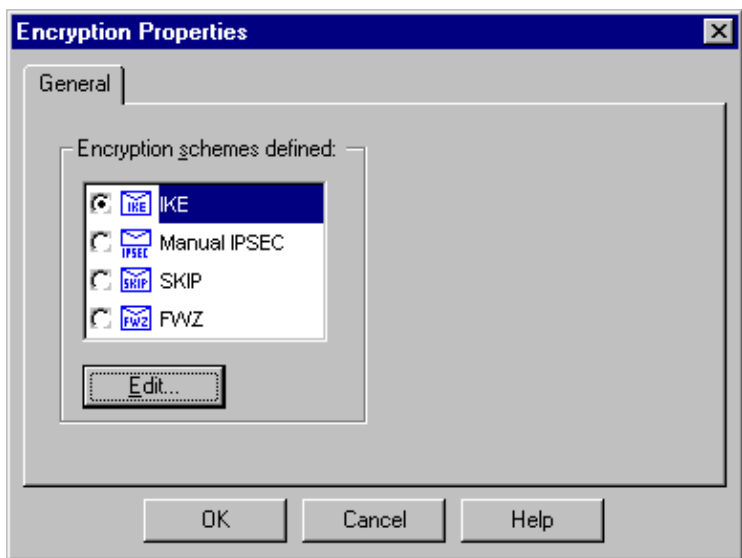 Encryption Properties
General
Encryption schemes defined:
IKE IKE
IPSEC Manual IPSEC
SKIP SKIP
FWZ FWZ
Edit...
OK Cancel Help